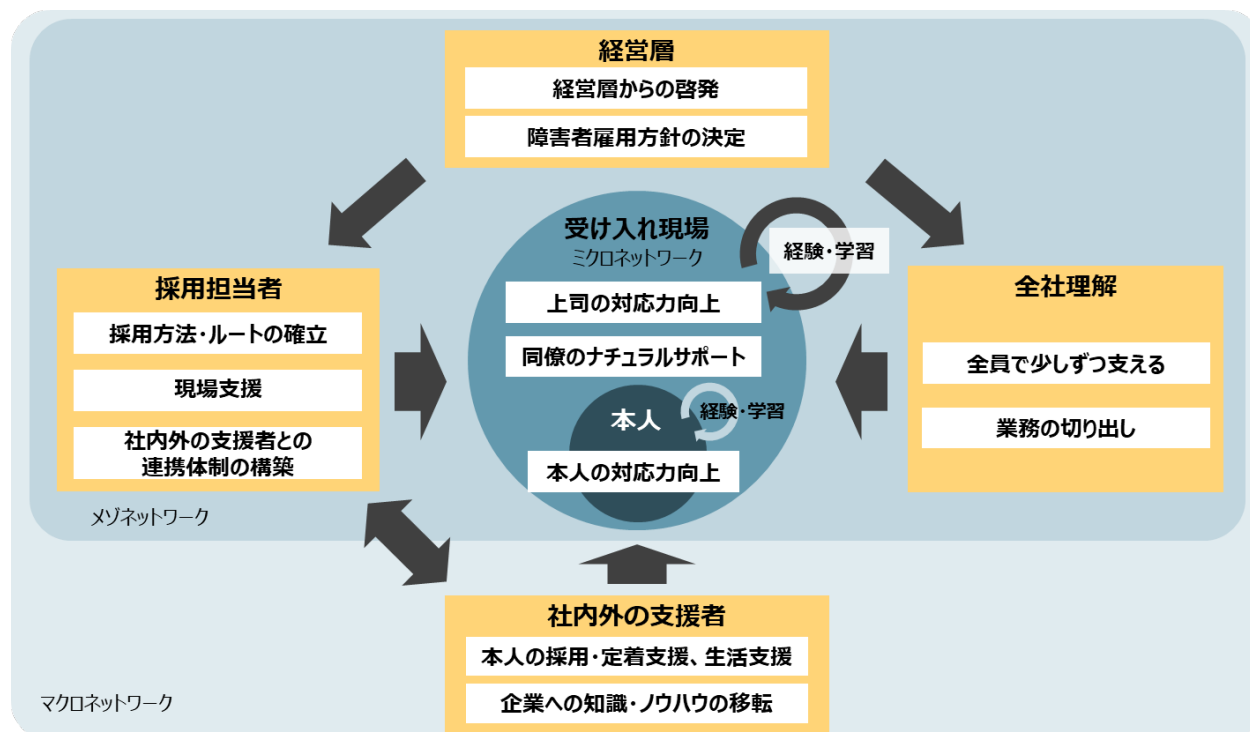 経営層
経営層からの啓発
障害者雇用方針の決定
受け入れ現場
ミクロネットワーク
経験・学習
上司の対応力向上
同僚のナチュラルサポート
本人
経験・学習
本人の対応力向上
採用担当者
採用方法・ルートの確立
現場支援
社内外の支援者との
連携体制の構築
全社理解
全員で少しずつ支える
業務の切り出し
メゾネットワーク
社内外の支援者
本人の採用・定着支援、生活支援
企業への知識・ノウハウの移転
マクロネットワーク